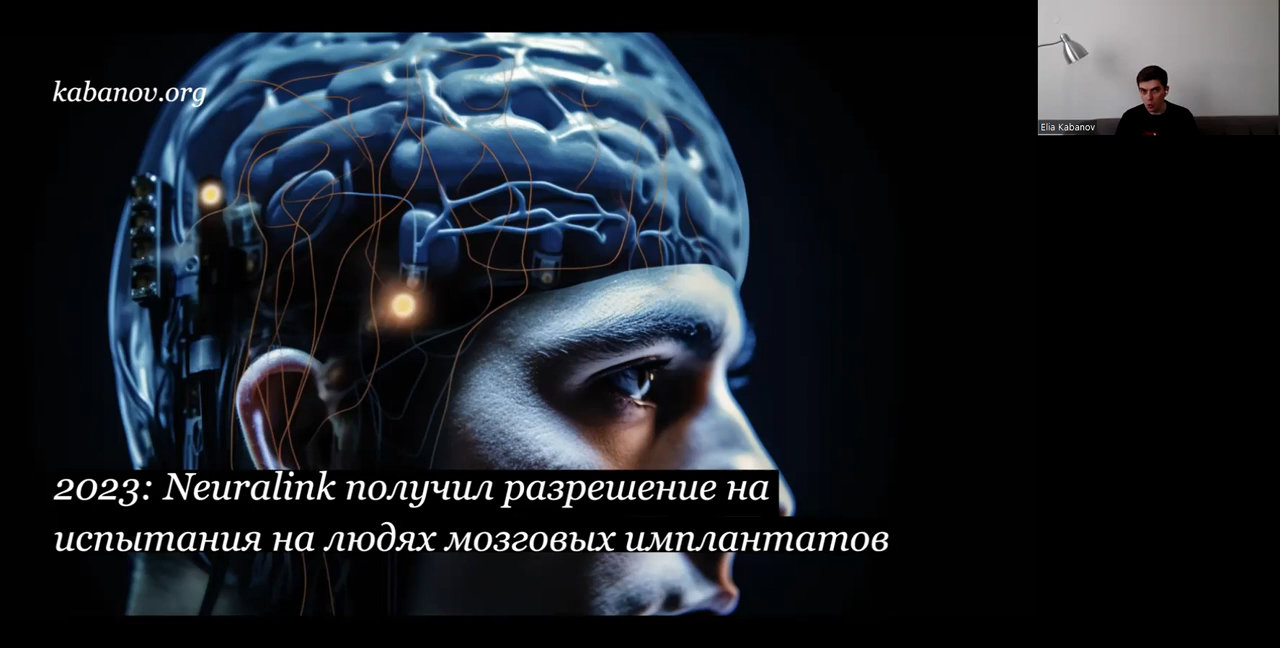 kabanov.org
Elia Kabanov
2023: Neuralink получил разрешение на
испытания на людях мозговых имплантатов